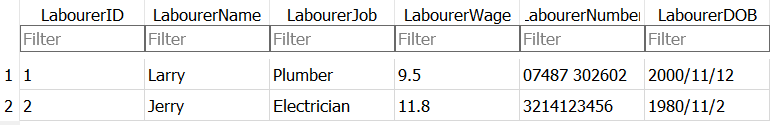 LabourerID LabourerName LabourerJob LabourerWage LabourerNumber LabourerDOB
Filter Filter Filter Filter Filter Filter
1 1 Larry Plumber 9.5 07487 302602 2000/11/12
2 2 Jerry Electrician 11.8 3214123456 1980/11/2